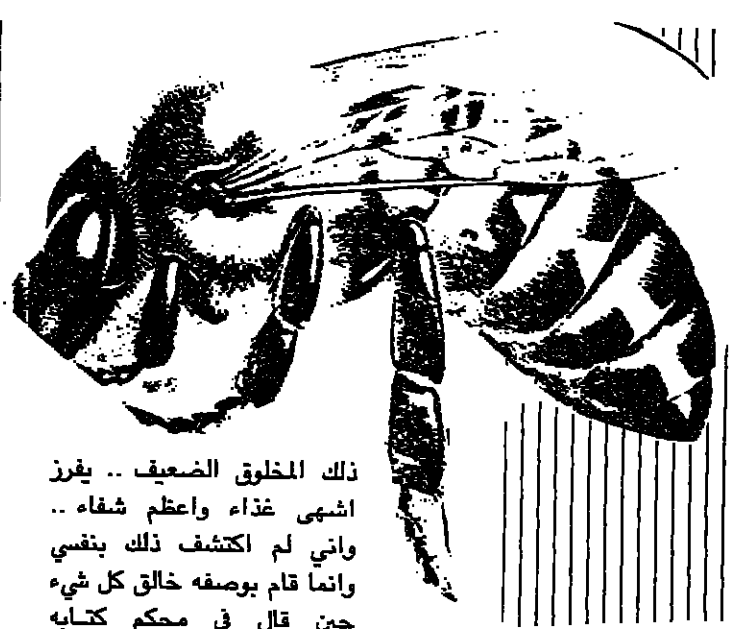 ذلك المخلوق الضعيف .. يفرز
اشهى غذاء واعظم شفاء ..
واني لم اكتشف ذلك بنفسي
وانما قام بوصفه خالق كل شيء
حين قال في محكم كتابه